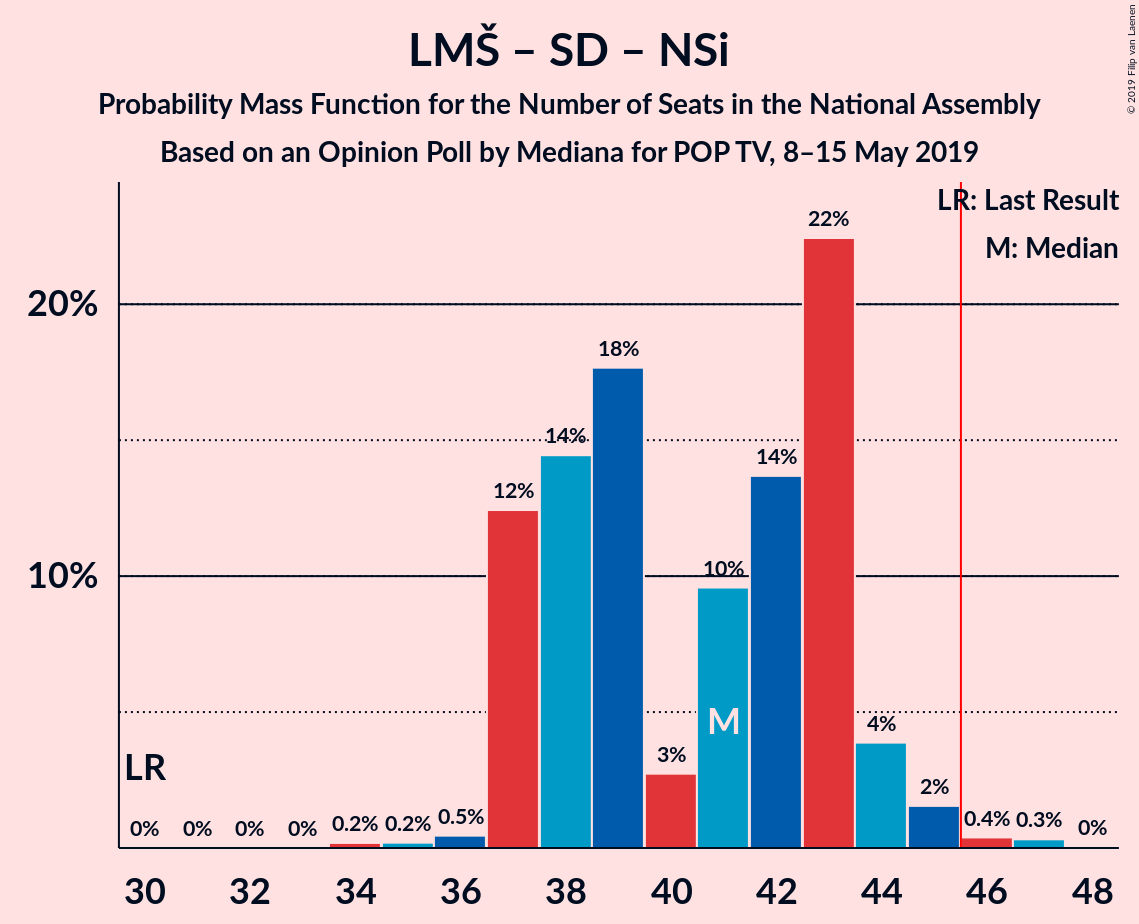 LMŠ – SD – NSi
Probability Mass Function for the Number of Seats in the National Assembly
Based on an Opinion Poll by Mediana for POP TV, 8–15 May 2019
© 2019 Filip van Laenen
LR: Last Result
M: Median
20%
10%
LR
0% 0% 0% 0% 0.2% 0.2% 0.5% 12% 14% 18% 3% 10% 14% 22% 4% 2% 0.4% 0.3% 0%
M
30 32 34 36 38 40 42 44 46 48